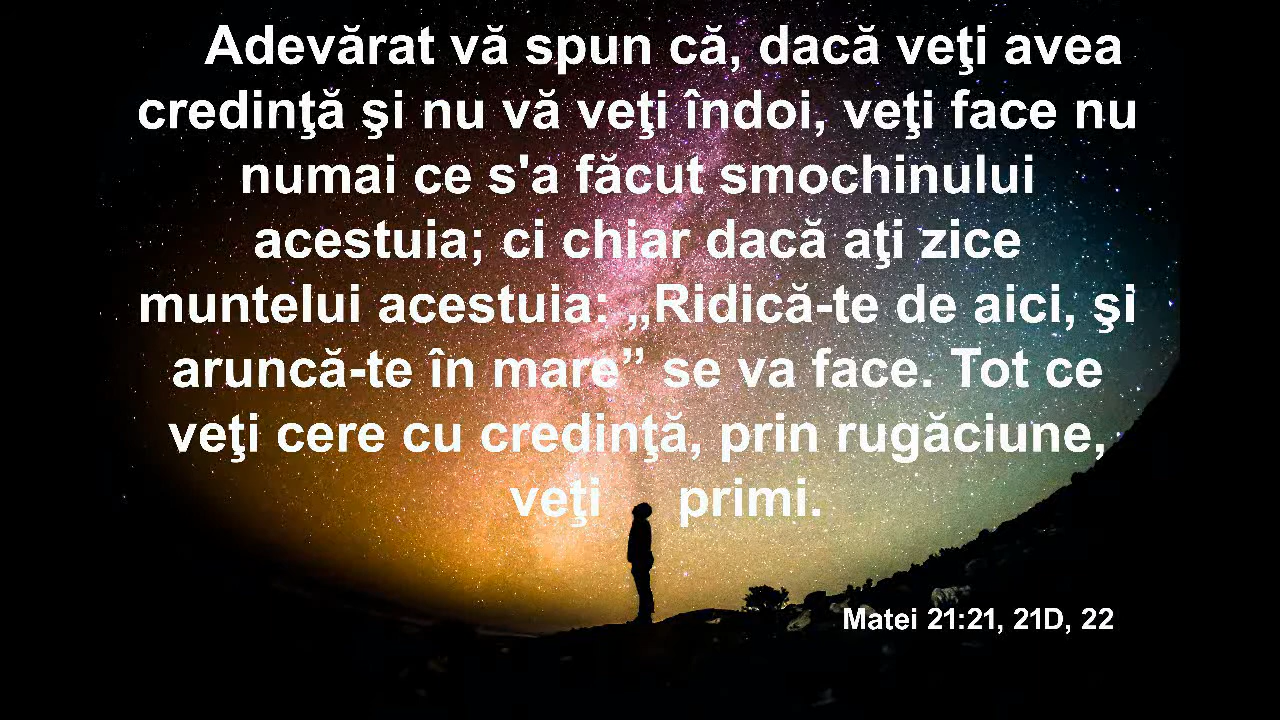 Adevărat vă spun că, dacă veţi avea
credinţă şi nu vă veţi îndoi, veţi face nu
numai ce s'a făcut smochinului
acestuia; ci chiar dacă aţi zice
muntelui acestuia: „Ridică-te de aici, şi
aruncă-te în mare” se va face. Tot ce
veţi cere cu credinţă, prin rugăciune,
veţi primi.
Matei 21:21, 21D, 22